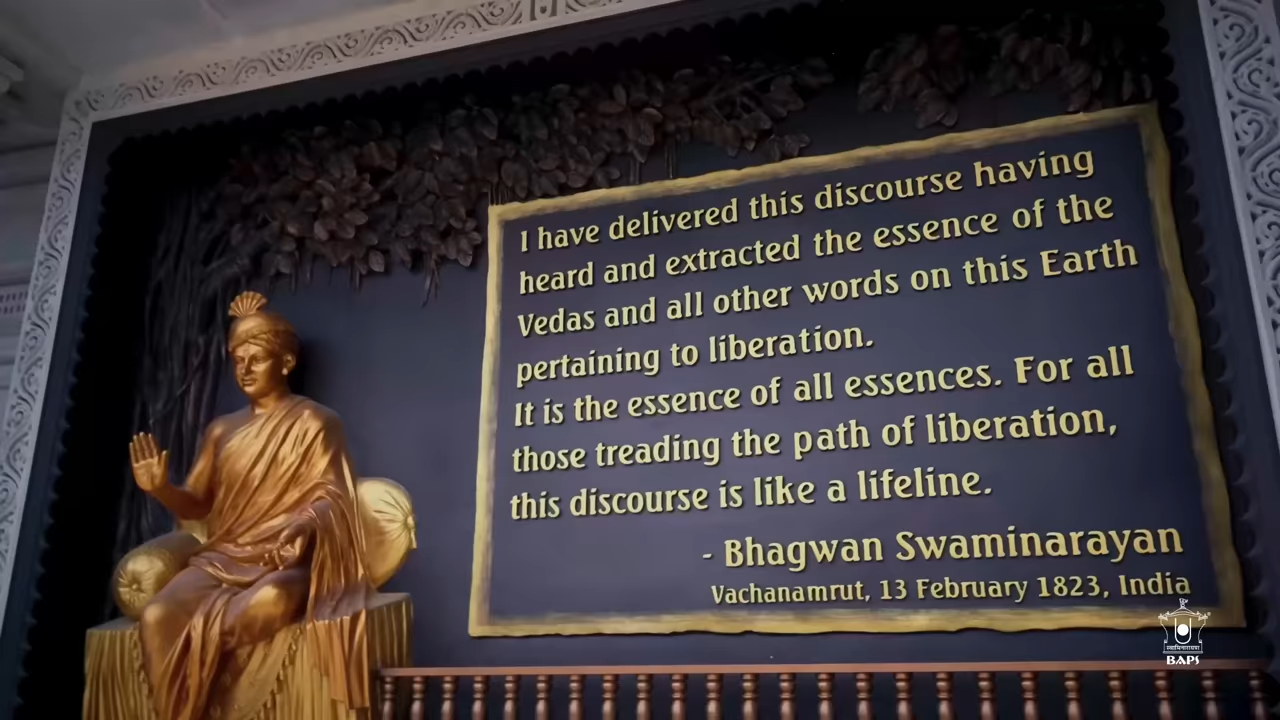 I have delivered this discourse having
heard and extracted the essence of the
Vedas and all other words on this Earth
pertaining to liberation.
It is the essence of all essences. For all
those treading the path of liberation,
this discourse is like a lifeline.
- Bhagwan Swaminarayan
Vachanamrut, 13 February 1823, India
स्वामिनारायण
BAPS